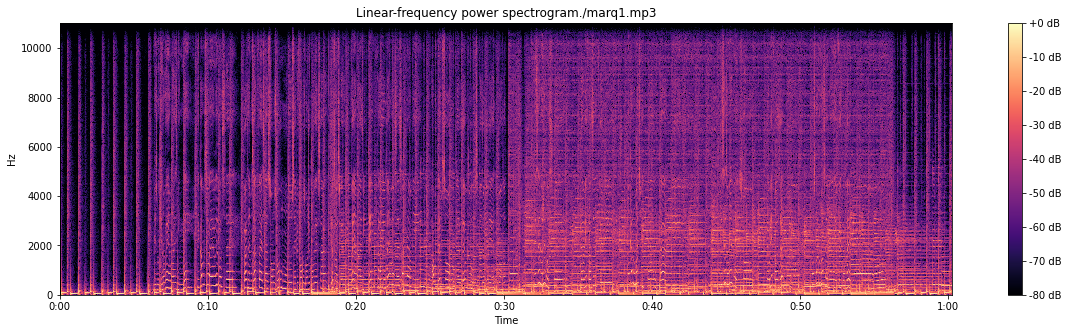 Linear-frequency power spectrogram./marq1.mp3
Hz
10000
8000
6000
4000
2000
0
0:00
0:10
0:20
0:30
0:40
0:50
1:00
Time
+0 dB
-10 dB
-20 dB
-30 dB
-40 dB
-50 dB
-60 dB
-70 dB
-80 dB